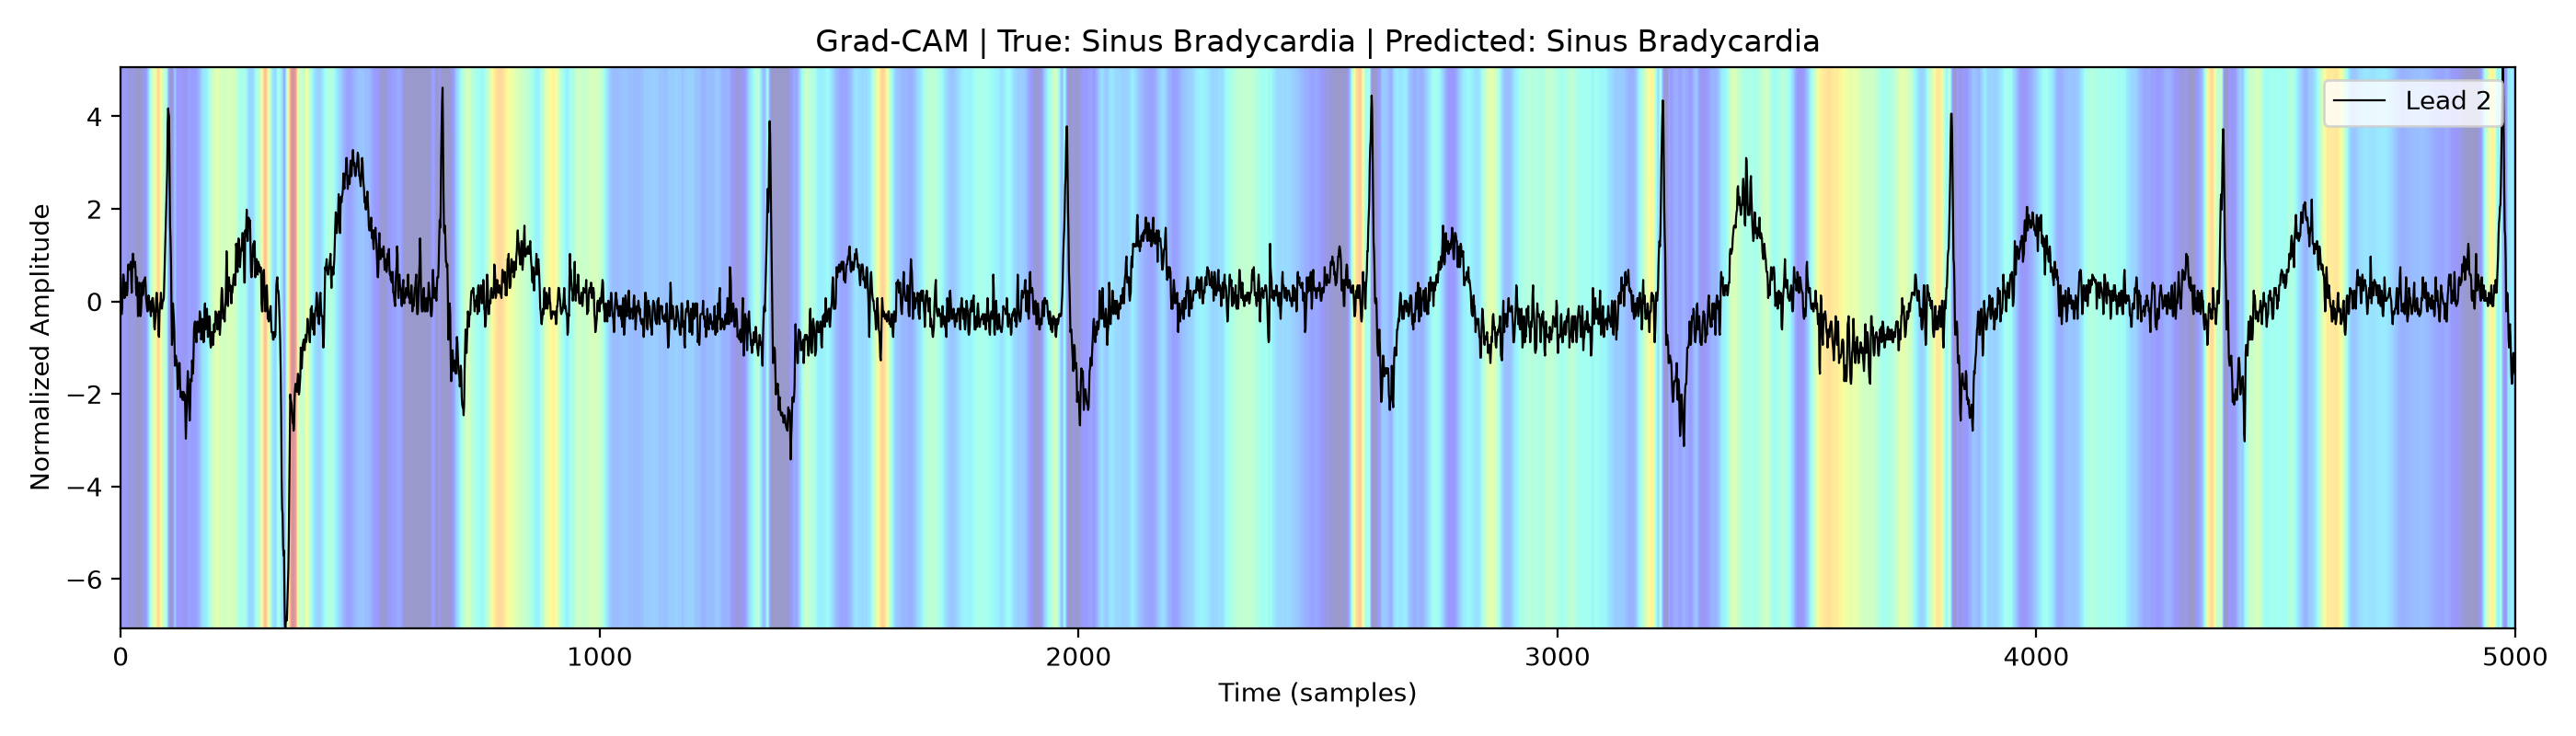 Grad-CAM | True: Sinus Bradycardia | Predicted: Sinus Bradycardia
Lead 2
Normalized Amplitude
4
2
0
−2
−4
−6
0 1000 2000 3000 4000 5000
Time (samples)